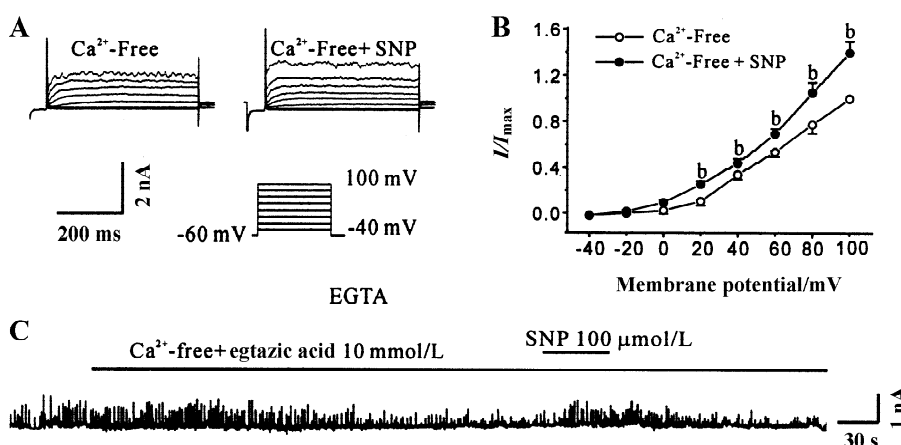 A
Ca²⁺-Free
Ca²⁺-Free+ SNP
2 nA
200 ms
100 mV
-40 mV
-60 mV
EGTA
B
Ca²⁺-Free
Ca²⁺-Free + SNP
I/Imax
1.6
1.2
0.8
0.4
0.0
b
b
b
b
b
-40 -20 0 20 40 60 80 100
Membrane potential/mV
C
Ca²⁺-free+egtazic acid 10 mmol/L
SNP 100 μmol/L
1 nA
30 s